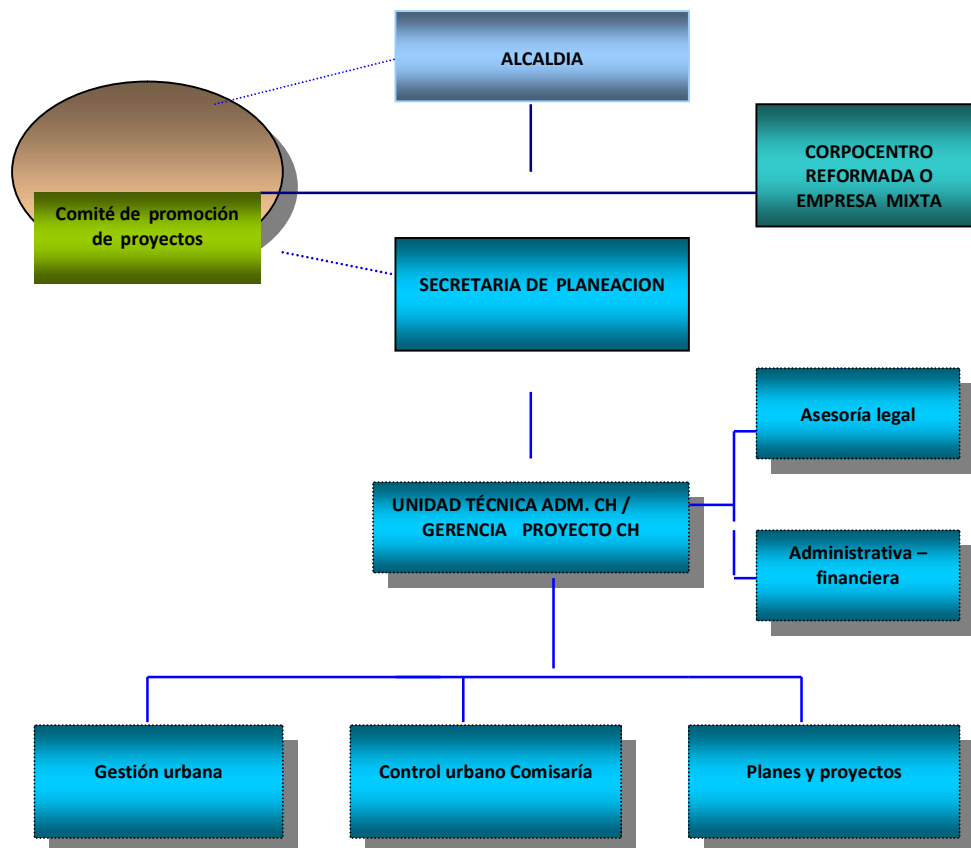 ALCALDIA
CORPOCENTRO
REFORMADA O
EMPRESA MIXTA
Comité de promoción
de proyectos
SECRETARIA DE PLANEACION
Asesoría legal
UNIDAD TÉCNICA ADM. CH /
GERENCIA PROYECTO CH
Administrativa –
financiera
Gestión urbana
Control urbano Comisaría
Planes y proyectos